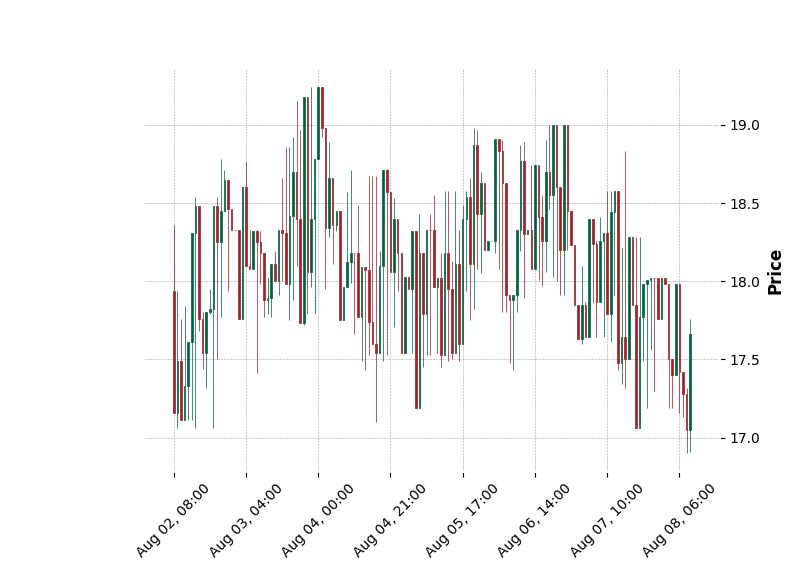 19.0
18.5
18.0
17.5
17.0
Price
Aug 02, 08:00
Aug 03, 04:00
Aug 04, 00:00
Aug 04, 21:00
Aug 05, 17:00
Aug 06, 14:00
Aug 07, 10:00
Aug 08, 06:00